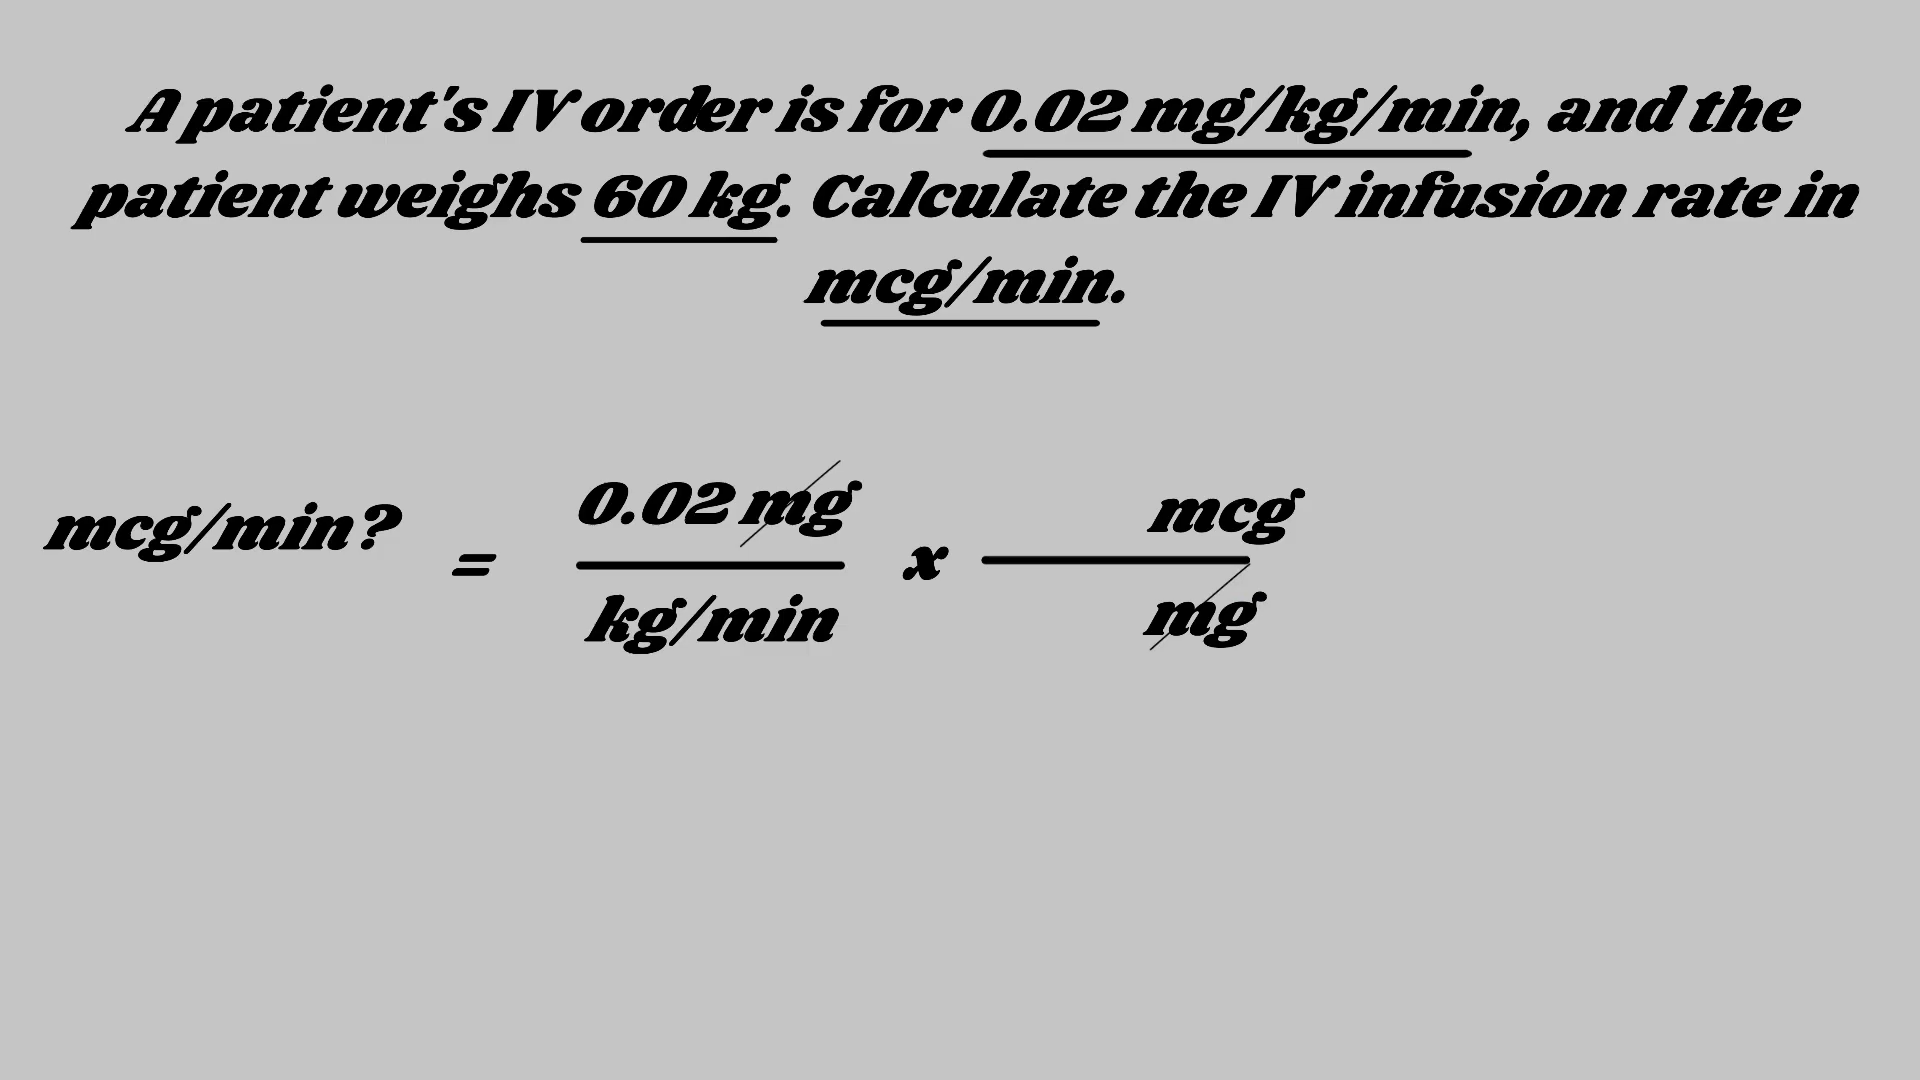 A patient's IV order is for 0.02 mg/kg/min, and the
patient weighs 60 kg. Calculate the IV infusion rate in
mcg/min.
mcg/min? = 0.02 mg x mcg
kg/min mg